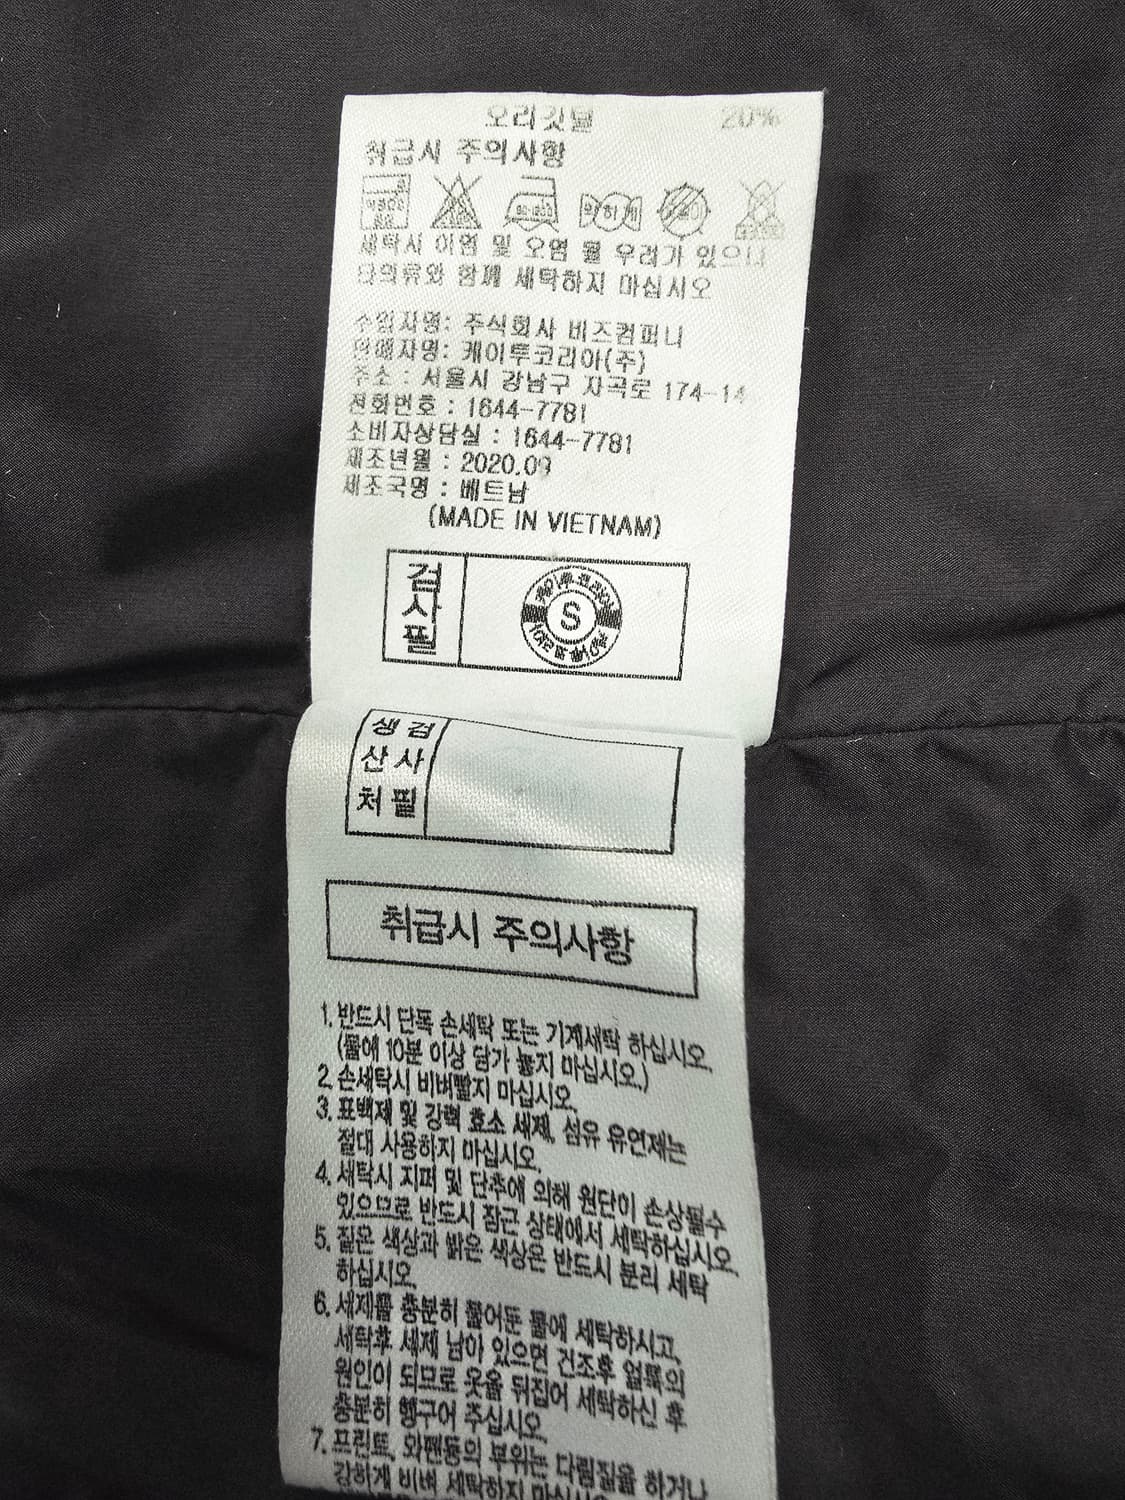 오리깃털 20%
취급시 주의사항
약하게
세탁시 이염 및 오염 될 우려가 있으니
타의류와 함께 세탁하지 마십시오
수입자명: 주식회사 비즈컴퍼니
판매자명: 케이투코리아(주)
주소 : 서울시 강남구 자곡로 174-14
전화번호 : 1644-7781
소비자상담실 : 1644-7781
제조년월 : 2020.09
제조국명 : 베트남
(MADE IN VIETNAM)
검사필
S
생산처 검사필
취급시 주의사항
1. 반드시 단독 손세탁 또는 기계세탁 하십시오.
(물에 10분 이상 담가 놓지 마십시오.)
2. 손세탁시 비벼빨지 마십시오.
3. 표백제 및 강력 효소 세제, 섬유 유연제는
절대 사용하지 마십시오.
4. 세탁시 지퍼 및 단추에 의해 원단이 손상될수
있으므로 반드시 잠근 상태에서 세탁하십시오.
5. 짙은 색상과 밝은 색상은 반드시 분리 세탁
하십시오.
6. 세제를 충분히 풀어둔 물에 세탁하시고,
세탁후 세제 남아 있으면 건조후 얼룩의
원인이 되므로 옷을 뒤집어 세탁하신 후
충분히 헹구어 주십시오.
7. 프린트, 와펜등의 부위는 다림질을 하거나
강하게 비벼 세탁하지 마십시오.